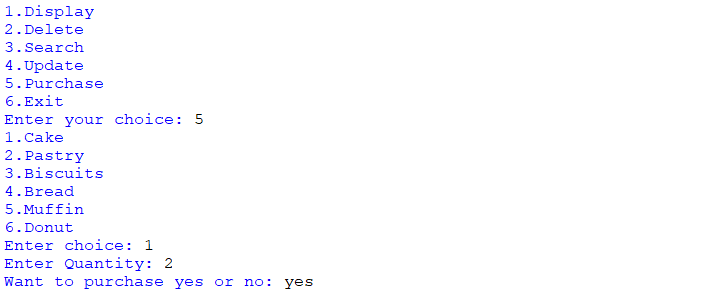 1.Display
2.Delete
3.Search
4.Update
5.Purchase
6.Exit
Enter your choice: 5
1.Cake
2.Pastry
3.Biscuits
4.Bread
5.Muffin
6.Donut
Enter choice: 1
Enter Quantity: 2
Want to purchase yes or no: yes